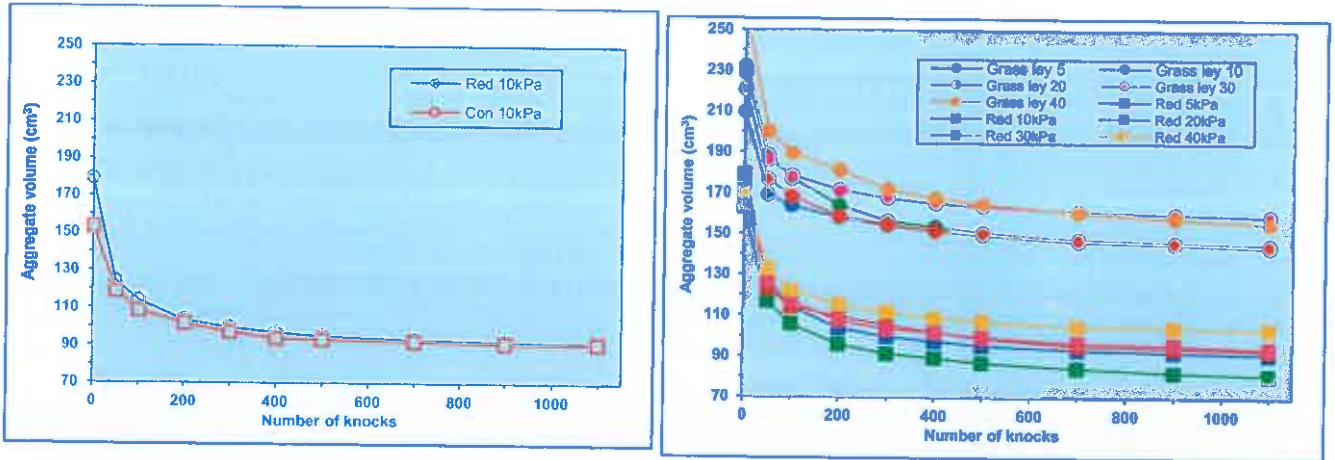 250
230
210
190
170
150
130
110
90
70
Aggregate volume (cm³)
Red 10kPa
Con 10kPa
0 200 400 600 800 1000
Number of knocks
250
230
210
190
170
150
130
110
90
70
Aggregate volume (cm³)
Grass ley 5 Grass ley 10
Grass ley 20 Grass ley 30
Grass ley 40 Red 5kPa
Red 10kPa Red 20kPa
Red 30kPa Red 40kPa
0 200 400 600 800 1000
Number of knocks